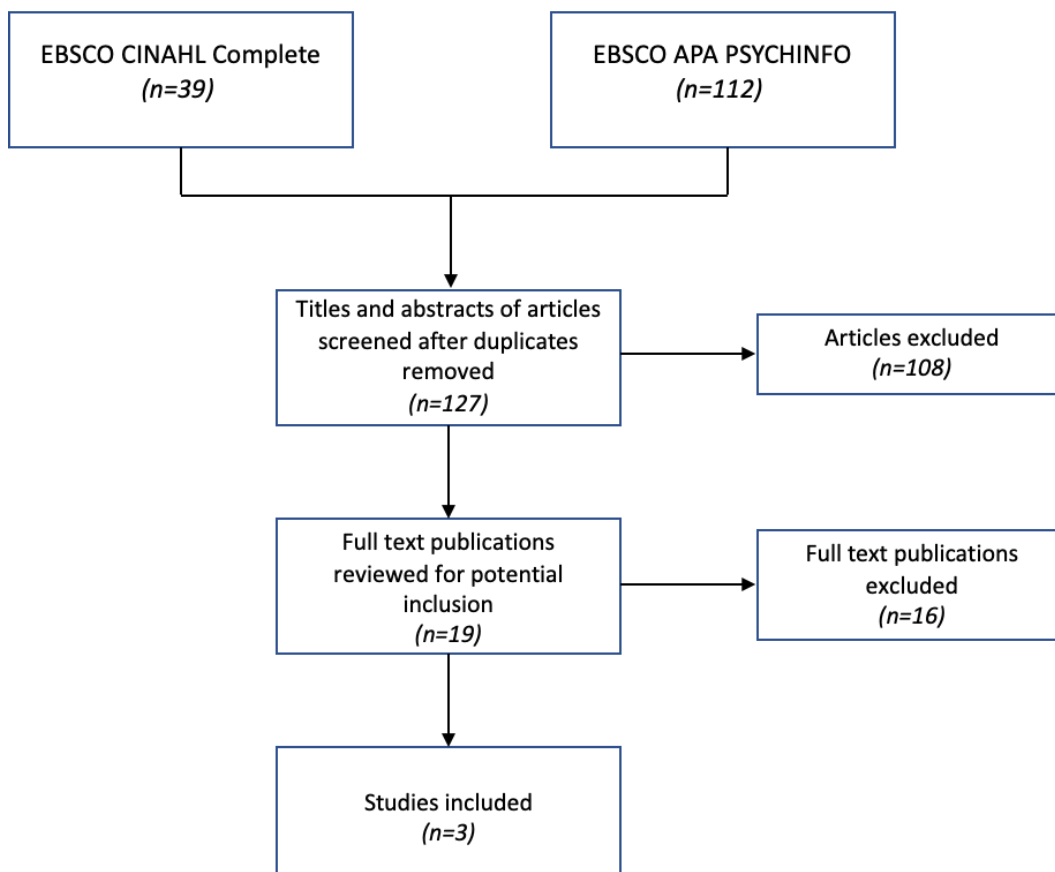 EBSCO CINAHL Complete
(n=39)
EBSCO APA PSYCHINFO
(n=112)
Titles and abstracts of articles
screened after duplicates
removed
(n=127)
Articles excluded
(n=108)
Full text publications
reviewed for potential
inclusion
(n=19)
Full text publications
excluded
(n=16)
Studies included
(n=3)